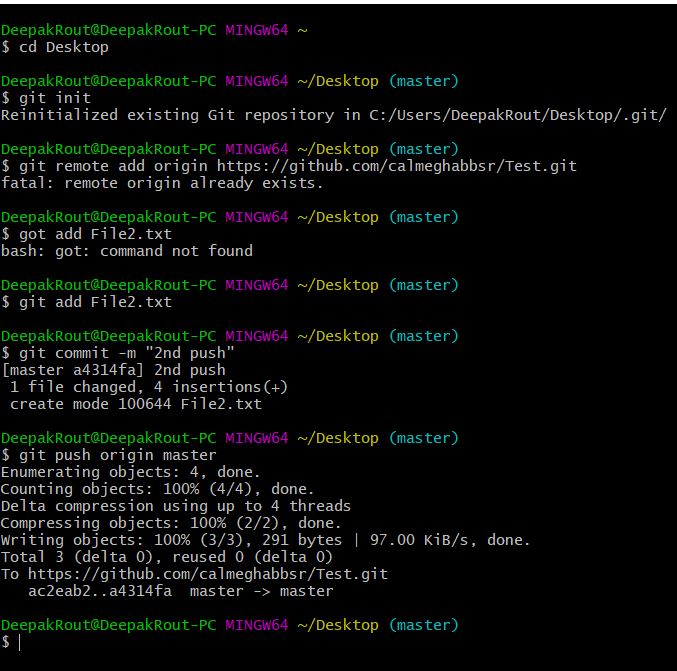 DeepakRout@DeepakRout-PC MINGW64 ~
$ cd Desktop
DeepakRout@DeepakRout-PC MINGW64 ~/Desktop (master)
$ git init
Reinitialized existing Git repository in C:/Users/DeepakRout/Desktop/.git/
DeepakRout@DeepakRout-PC MINGW64 ~/Desktop (master)
$ git remote add origin https://github.com/calmeghabbsr/Test.git
fatal: remote origin already exists.
DeepakRout@DeepakRout-PC MINGW64 ~/Desktop (master)
$ got add File2.txt
bash: got: command not found
DeepakRout@DeepakRout-PC MINGW64 ~/Desktop (master)
$ git add File2.txt
DeepakRout@DeepakRout-PC MINGW64 ~/Desktop (master)
$ git commit -m "2nd push"
[master a4314fa] 2nd push
 1 file changed, 4 insertions(+)
 create mode 100644 File2.txt
DeepakRout@DeepakRout-PC MINGW64 ~/Desktop (master)
$ git push origin master
Enumerating objects: 4, done.
Counting objects: 100% (4/4), done.
Delta compression using up to 4 threads
Compressing objects: 100% (2/2), done.
Writing objects: 100% (3/3), 291 bytes | 97.00 KiB/s, done.
Total 3 (delta 0), reused 0 (delta 0)
To https://github.com/calmeghabbsr/Test.git
   ac2eab2..a4314fa  master -> master
DeepakRout@DeepakRout-PC MINGW64 ~/Desktop (master)
$